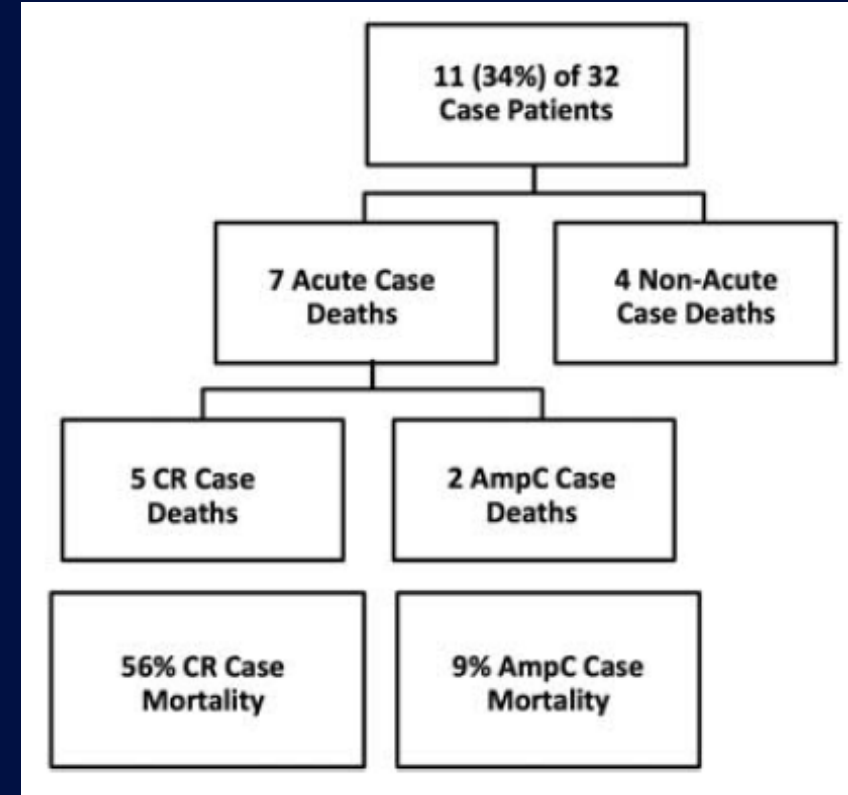 11 (34%) of 32
Case Patients
7 Acute Case
Deaths
4 Non-Acute
Case Deaths
5 CR Case
Deaths
2 AmpC Case
Deaths
56% CR Case
Mortality
9% AmpC Case
Mortality